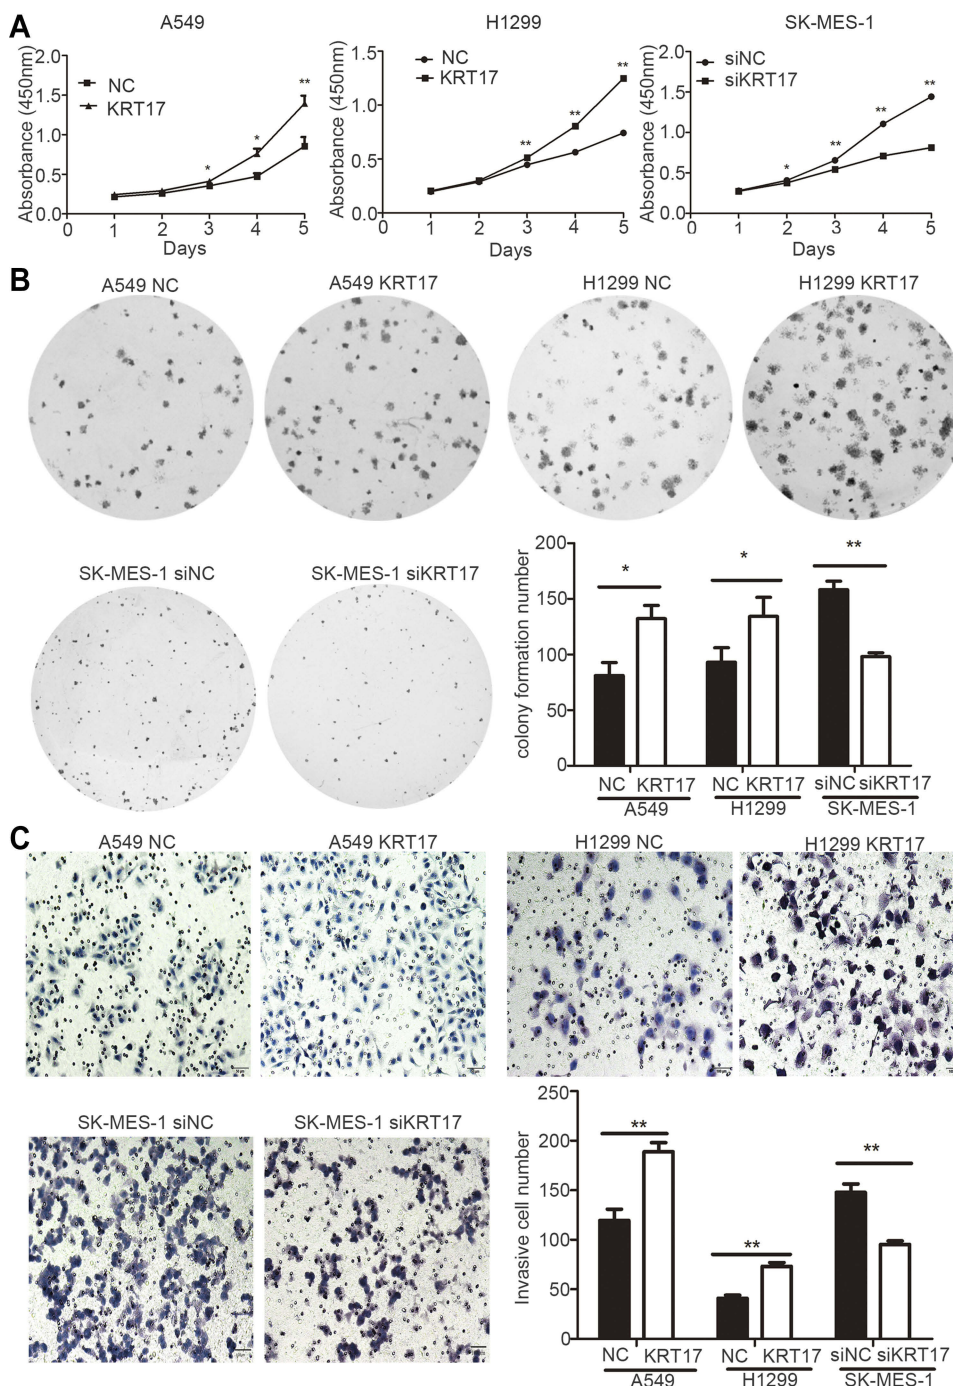 A
A549
H1299
SK-MES-1
Absorbance (450nm)
2.0
1.5
1.0
0.5
0.0
0
1
2
3
4
5
Days
NC
KRT17
*
*
**
Absorbance (450nm)
1.5
1.0
0.5
0.0
0
1
2
3
4
5
Days
NC
KRT17
**
**
**
Absorbance (450nm)
2.0
1.5
1.0
0.5
0.0
0
1
2
3
4
5
Days
siNC
siKRT17
*
**
**
**
B
A549 NC
A549 KRT17
H1299 NC
H1299 KRT17
SK-MES-1 siNC
SK-MES-1 siKRT17
colony formation number
200
150
100
50
0
*
*
**
NC KRT17
NC KRT17
siNC siKRT17
A549
H1299
SK-MES-1
C
A549 NC
A549 KRT17
H1299 NC
H1299 KRT17
SK-MES-1 siNC
SK-MES-1 siKRT17
Invasive cell number
250
200
150
100
50
0
**
**
**
NC KRT17
NC KRT17
siNC siKRT17
A549
H1299
SK-MES-1